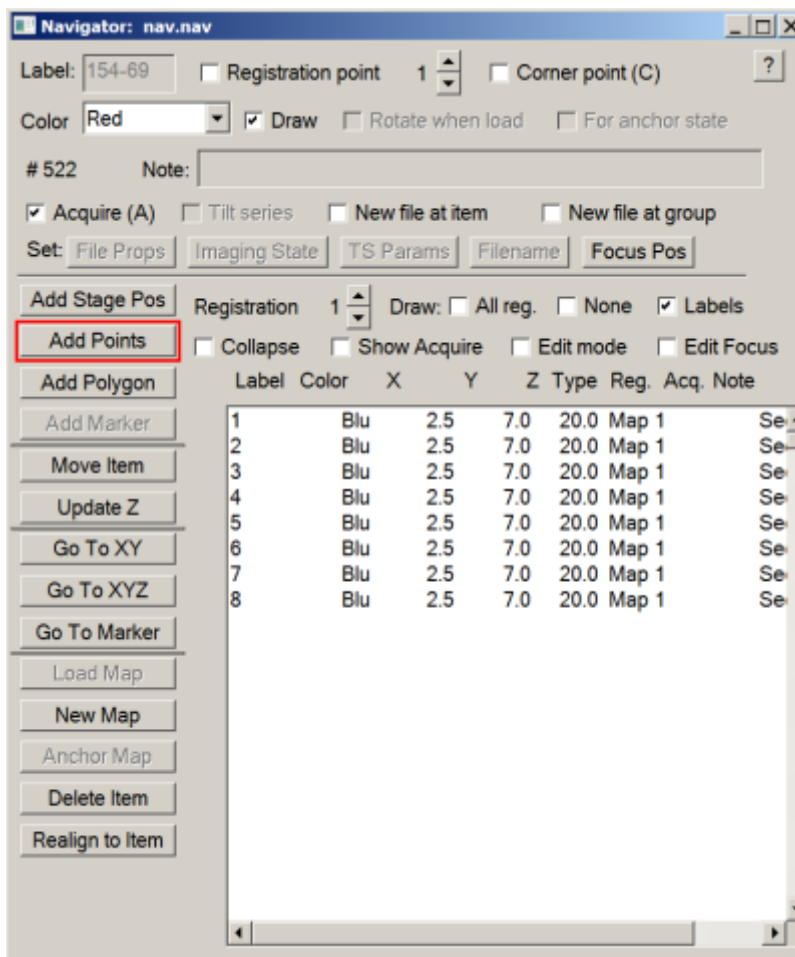 Navigator: nav.nav
Label: 154-69 Registration point 1 Corner point (C) ?
Color Red Draw Rotate when load For anchor state
# 522 Note:
Acquire (A) Tilt series New file at item New file at group
Set: File Props Imaging State TS Params Filename Focus Pos
Add Stage Pos
Add Points
Add Polygon
Add Marker
Move Item
Update Z
Go To XY
Go To XYZ
Go To Marker
Load Map
New Map
Anchor Map
Delete Item
Realign to Item
Registration 1 Draw: All reg. None Labels
Collapse Show Acquire Edit mode Edit Focus
Label Color X Y Z Type Reg. Acq. Note
1 Blu 2.5 7.0 20.0 Map 1 Se
2 Blu 2.5 7.0 20.0 Map 1 Se
3 Blu 2.5 7.0 20.0 Map 1 Se
4 Blu 2.5 7.0 20.0 Map 1 Se
5 Blu 2.5 7.0 20.0 Map 1 Se
6 Blu 2.5 7.0 20.0 Map 1 Se
7 Blu 2.5 7.0 20.0 Map 1 Se
8 Blu 2.5 7.0 20.0 Map 1 Se